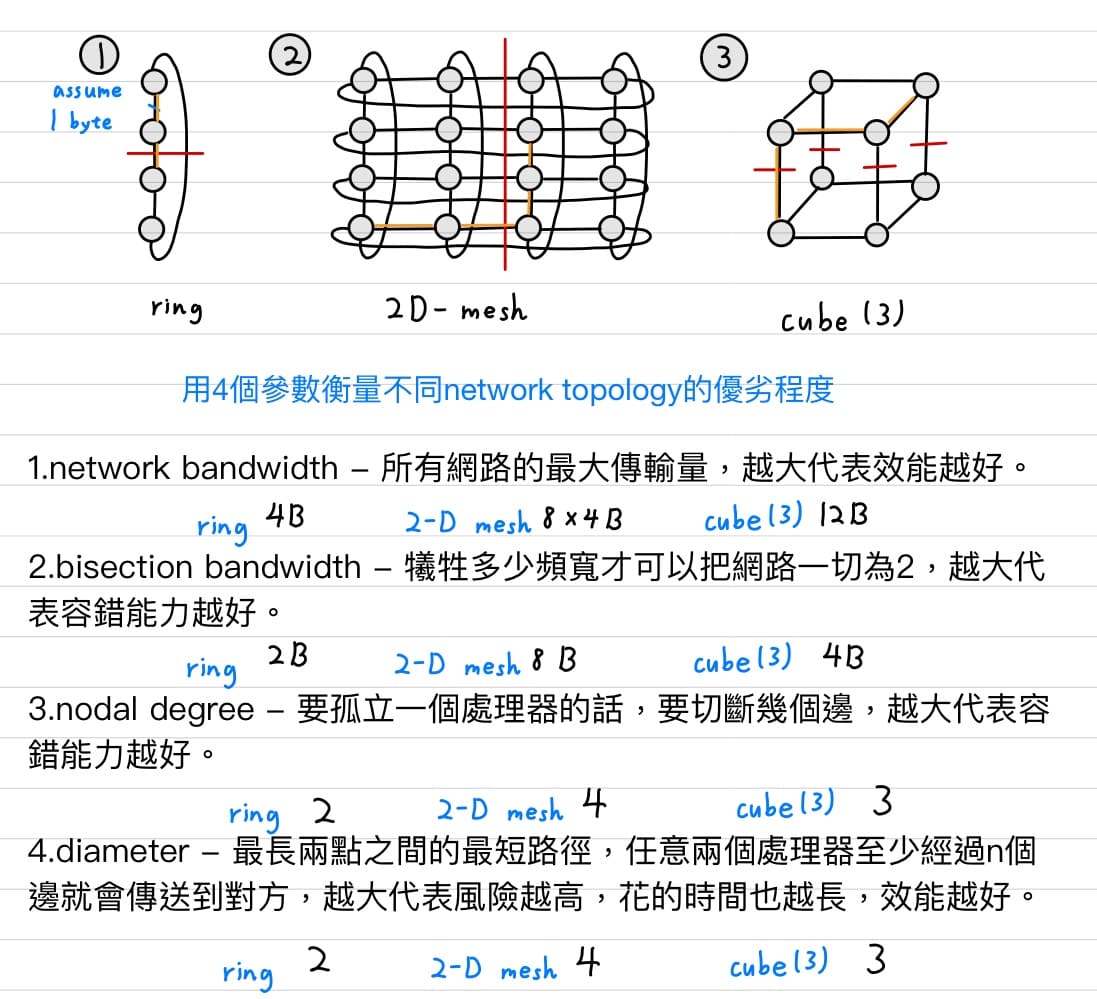 ① ② ③
assume
1 byte
ring 2D-mesh cube (3)
用4個參數衡量不同network topology的優劣程度
1.network bandwidth – 所有網路的最大傳輸量，越大代表效能越好。
ring 4B 2-D mesh 8×4B cube(3) 12B
2.bisection bandwidth – 犧牲多少頻寬才可以把網路一切為2，越大代
表容錯能力越好。
ring 2B 2-D mesh 8B cube(3) 4B
3.nodal degree – 要孤立一個處理器的話，要切斷幾個邊，越大代表容
錯能力越好。
ring 2 2-D mesh 4 cube(3) 3
4.diameter – 最長兩點之間的最短路徑，任意兩個處理器至少經過n個
邊就會傳送到對方，越大代表風險越高，花的時間也越長，效能越好。
ring 2 2-D mesh 4 cube(3) 3